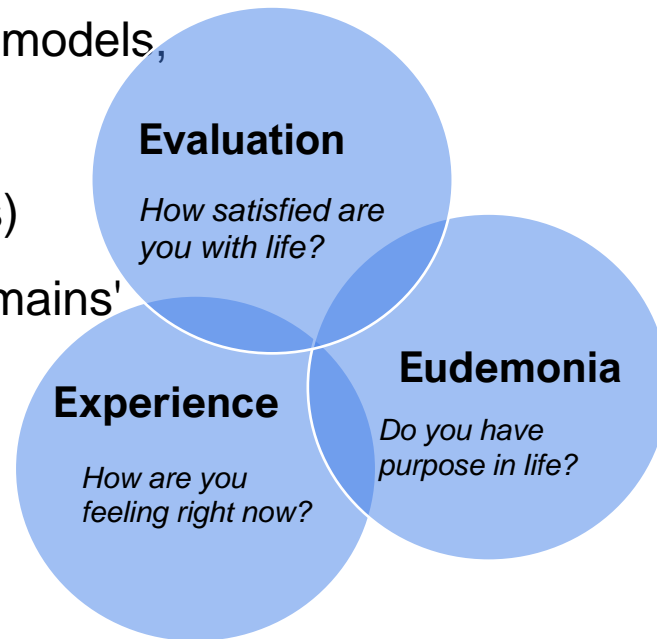 models,
Evaluation
How satisfied are
you with life?
s)
mains'
Eudemonia
Experience
Do you have
purpose in life?
How are you
feeling right now?